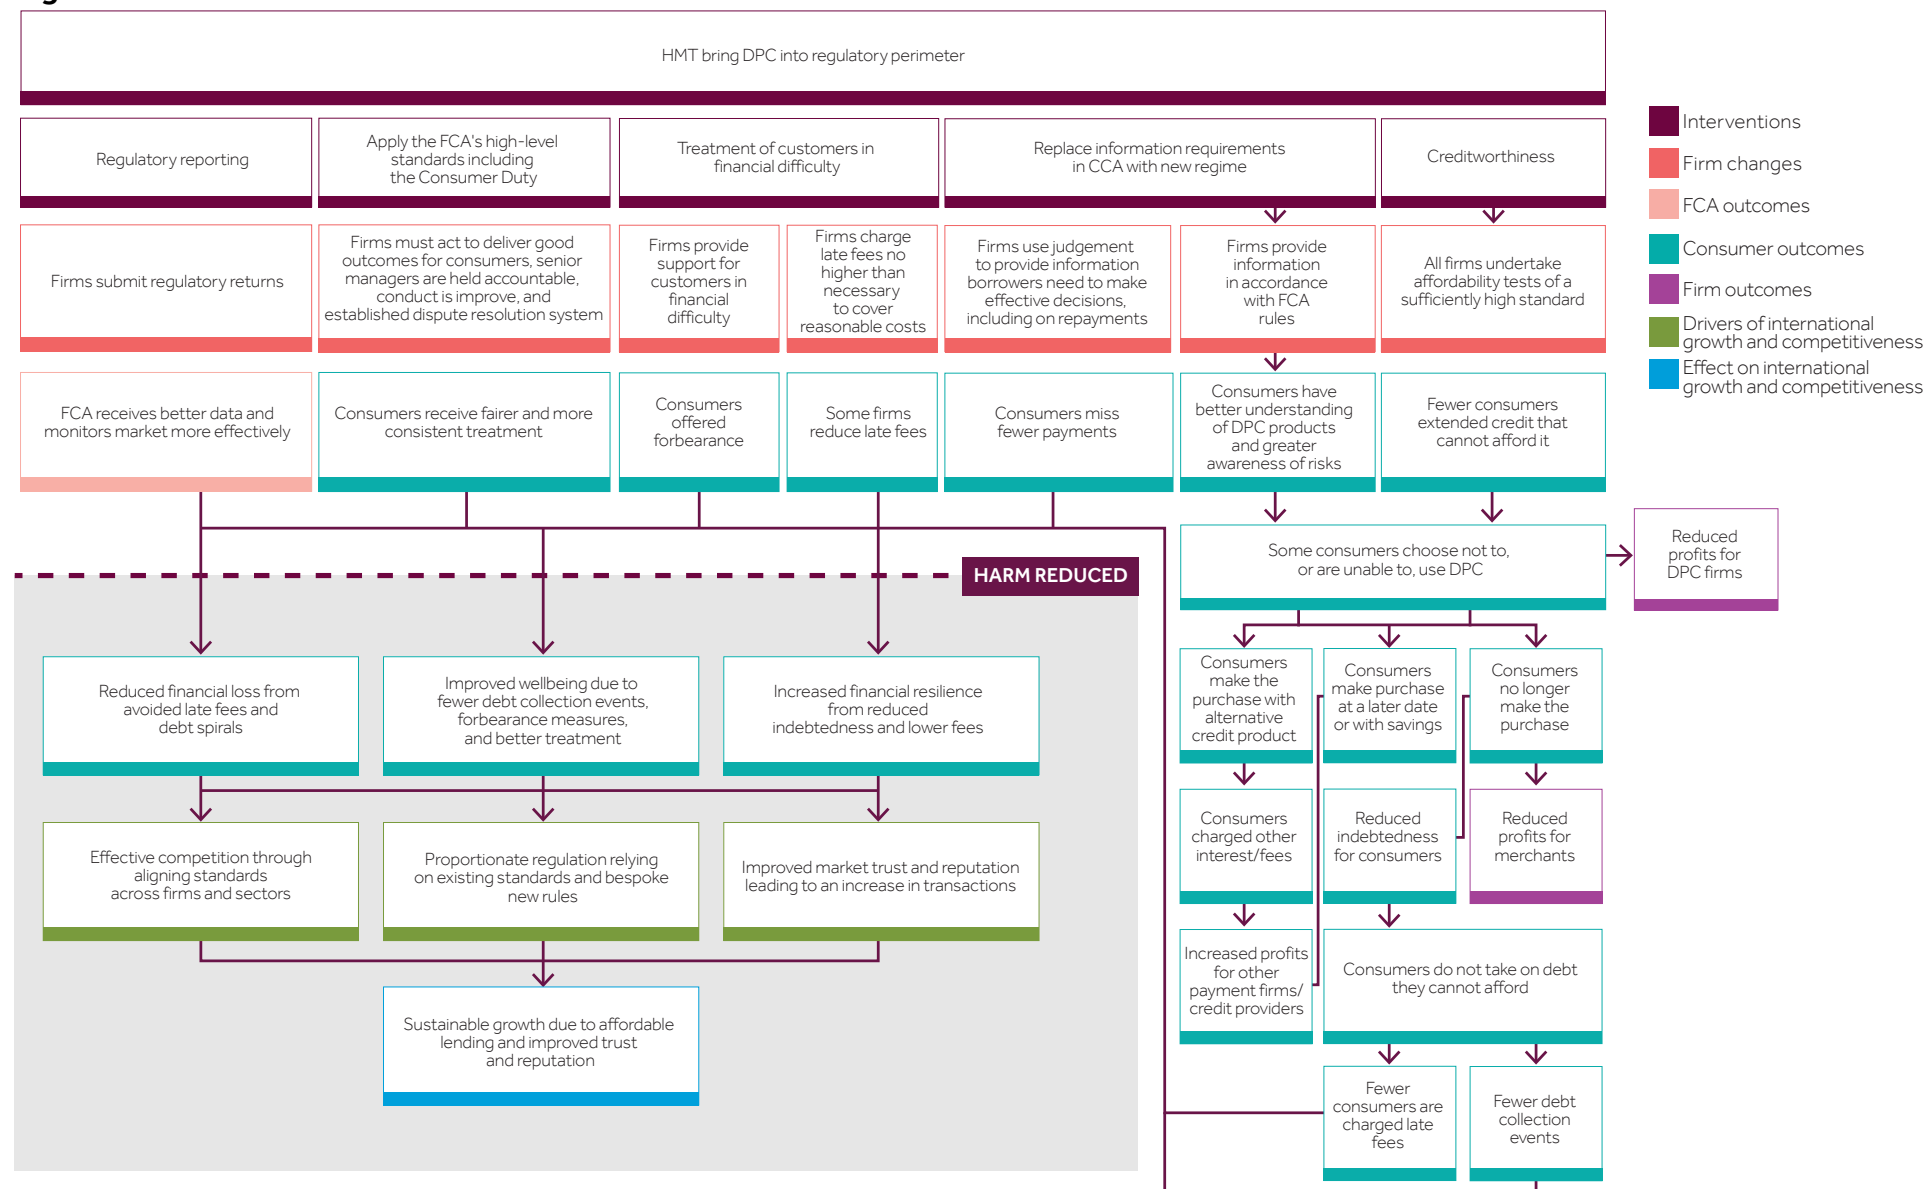 HMT bring DPC into regulatory perimeter
Regulatory reporting
Apply the FCA's high-level
standards including
the Consumer Duty
Treatment of customers in
financial difficulty
Replace information requirements
in CCA with new regime
Creditworthiness
Interventions
Firm changes
FCA outcomes
Consumer outcomes
Firm outcomes
Drivers of international
growth and competitiveness
Effect on international
growth and competitiveness
Firms submit regulatory returns
Firms must act to deliver good
outcomes for consumers, senior
managers are held accountable,
conduct is improve, and
established dispute resolution system
Firms provide
support for
customers in
financial
difficulty
Firms charge
late fees no
higher than
necessary
to cover
reasonable costs
Firms use judgement
to provide information
borrowers need to make
effective decisions,
including on repayments
Firms provide
information
in accordance
with FCA
rules
All firms undertake
affordability tests of a
sufficiently high standard
FCA receives better data and
monitors market more effectively
Consumers receive fairer and more
consistent treatment
Consumers
offered
forbearance
Some firms
reduce late fees
Consumers miss
fewer payments
Consumers have
better understanding
of DPC products
and greater
awareness of risks
Fewer consumers
extended credit that
cannot afford it
Some consumers choose not to,
or are unable to, use DPC
Reduced
profits for
DPC firms
HARM REDUCED
Reduced financial loss from
avoided late fees and
debt spirals
Improved wellbeing due to
fewer debt collection events,
forbearance measures,
and better treatment
Increased financial resilience
from reduced
indebtedness and lower fees
Consumers
make the
purchase with
alternative
credit product
Consumers
make purchase
at a later date
or with savings
Consumers
no longer
make the
purchase
Effective competition through
aligning standards
across firms and sectors
Proportionate regulation relying
on existing standards and bespoke
new rules
Improved market trust and reputation
leading to an increase in transactions
Consumers
charged other
interest/fees
Reduced
indebtedness
for consumers
Reduced
profits for
merchants
Increased profits
for other
payment firms/
credit providers
Consumers do not take on debt
they cannot afford
Sustainable growth due to affordable
lending and improved trust
and reputation
Fewer
consumers are
charged late
fees
Fewer debt
collection
events